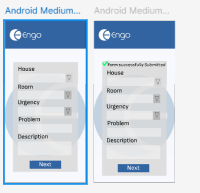 Android Medium...
Engo
House
Room
Urgency
Problem
Description
Next
Android Medium...
Engo
Form successfully Submitted
House
Room
Urgency
Problem
Description
Next